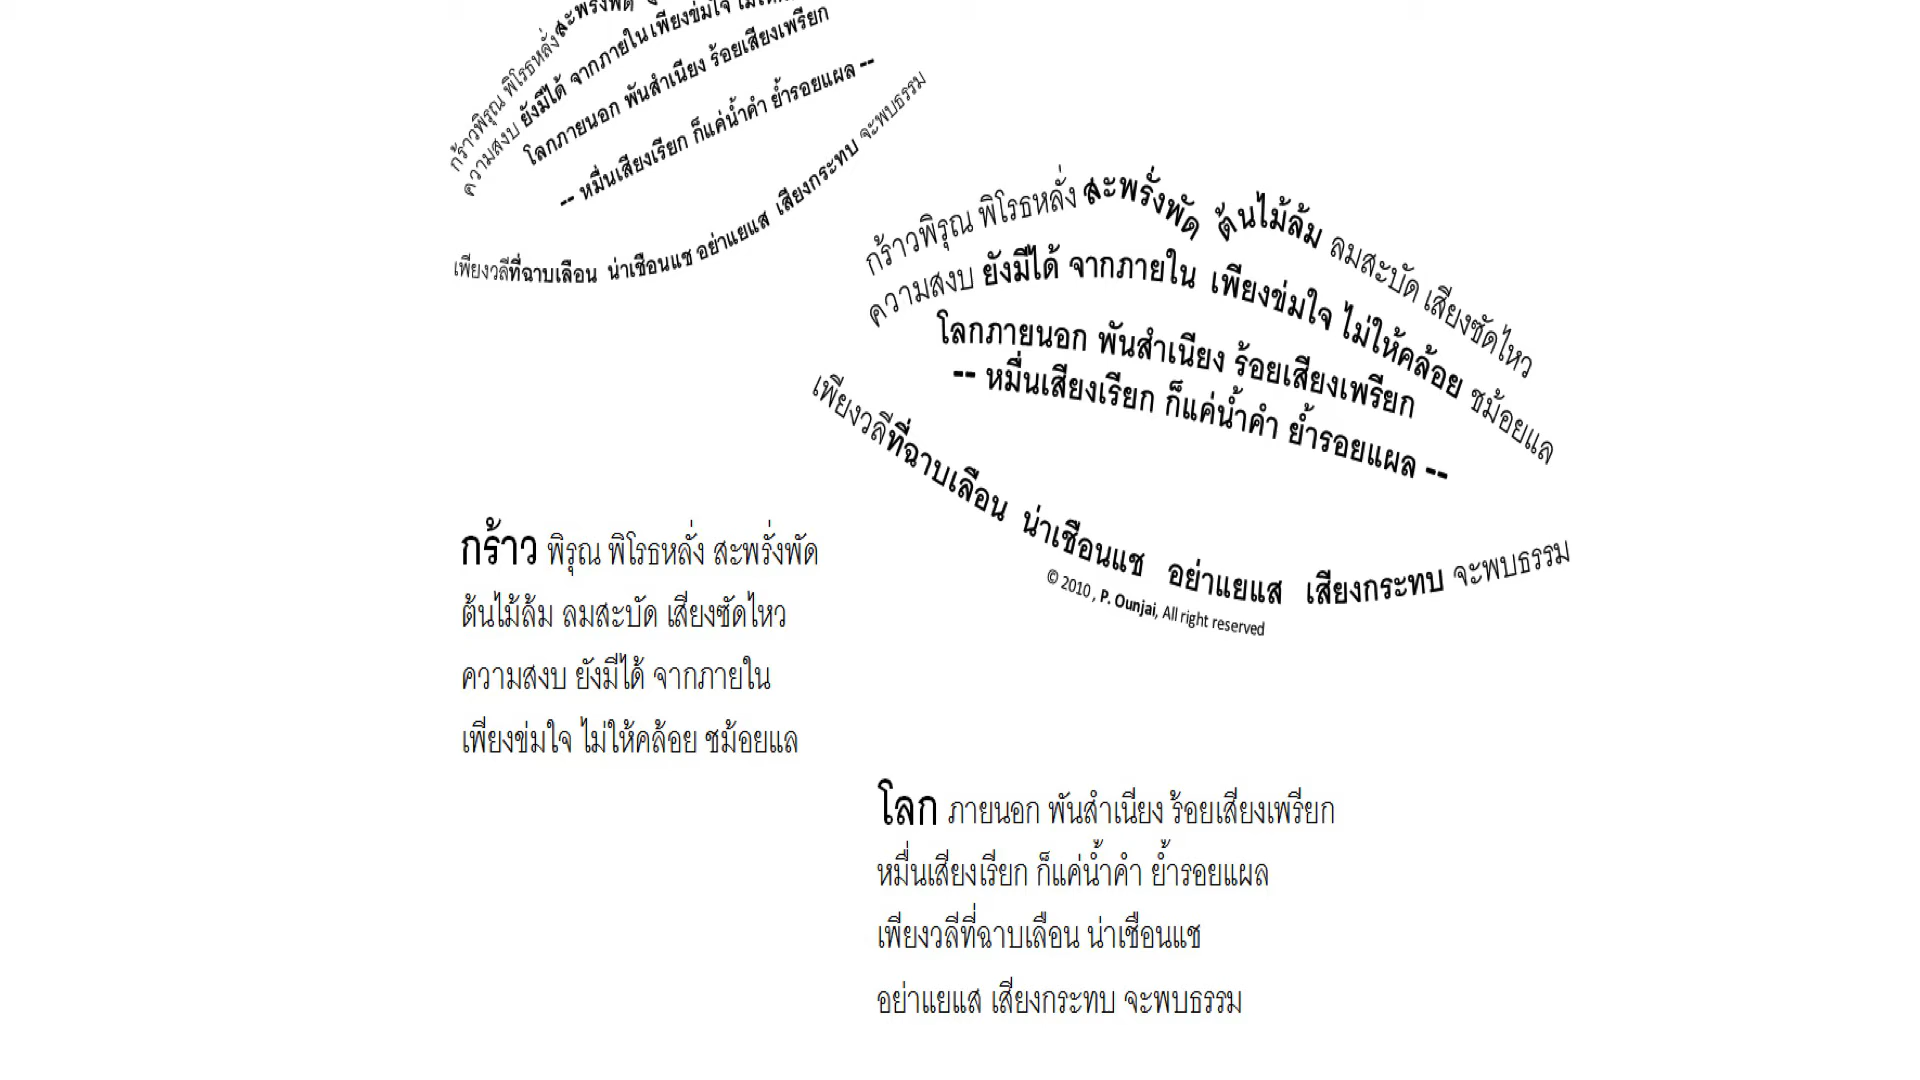 กร้าวพิรุณ พิโรธหลั่งสะพรั่งพัด
ความสงบ ยังมีได้ จากภายใน เพียงข่มใจ
โลกภายนอก พันสำเนียง ร้อยเสียงเพรียก
-- หมื่นเสียงเรียก ก็แค่น้ำคำ ย้ำรอยแผล --
เพียงวลีที่ฉาบเลือน น่าเชือนแช อย่าแยแส เสียงกระทบ จะพบธรรม
กร้าวพิรุณ พิโรธหลั่ง สะพรั่งพัด ต้นไม้ล้ม ลมสะบัด เสียงซัดไหว
ความสงบ ยังมีได้ จากภายใน เพียงข่มใจ ไม่ให้คล้อย ชม้อยแล
โลกภายนอก พันสำเนียง ร้อยเสียงเพรียก
-- หมื่นเสียงเรียก ก็แค่น้ำคำ ย้ำรอยแผล --
เพียงวลีที่ฉาบเลือน น่าเชือนแช อย่าแยแส เสียงกระทบ จะพบธรรม
© 2010 , P. Ounjai, All right reserved
กร้าว พิรุณ พิโรธหลั่ง สะพรั่งพัด
ต้นไม้ล้ม ลมสะบัด เสียงซัดไหว
ความสงบ ยังมีได้ จากภายใน
เพียงข่มใจ ไม่ให้คล้อย ชม้อยแล
โลก ภายนอก พันสำเนียง ร้อยเสียงเพรียก
หมื่นเสียงเรียก ก็แค่น้ำคำ ย้ำรอยแผล
เพียงวลีที่ฉาบเลือน น่าเชือนแช
อย่าแยแส เสียงกระทบ จะพบธรรม